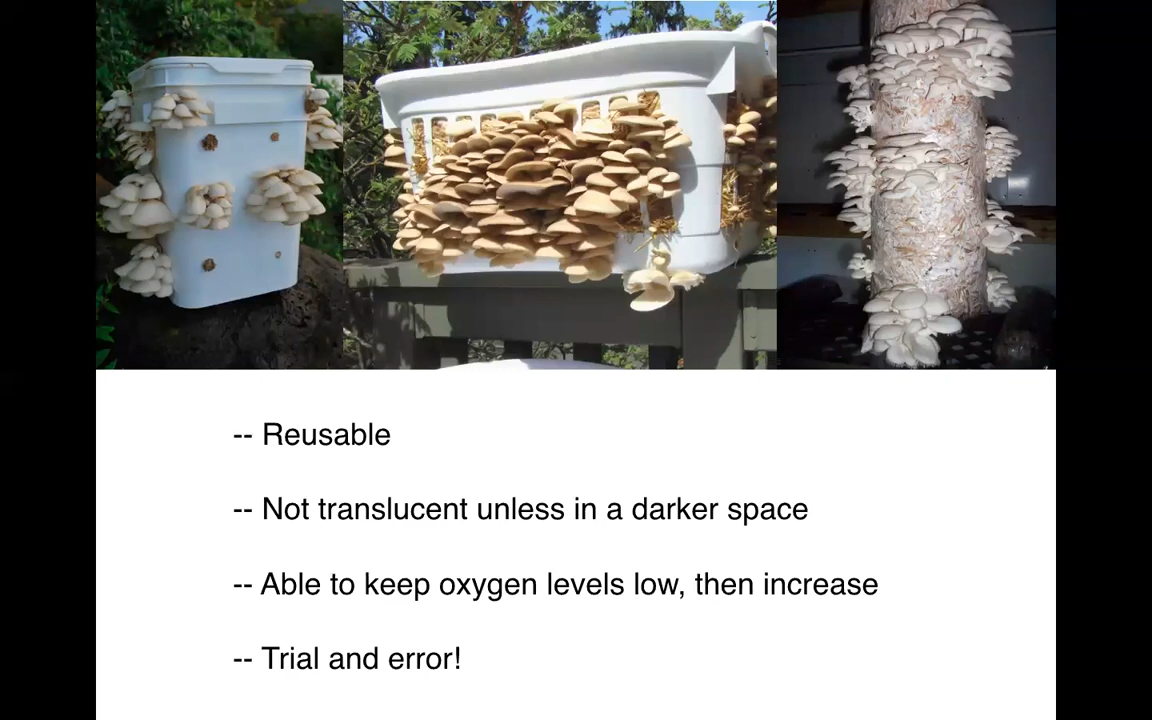 -- Reusable
-- Not translucent unless in a darker space
-- Able to keep oxygen levels low, then increase
-- Trial and error!